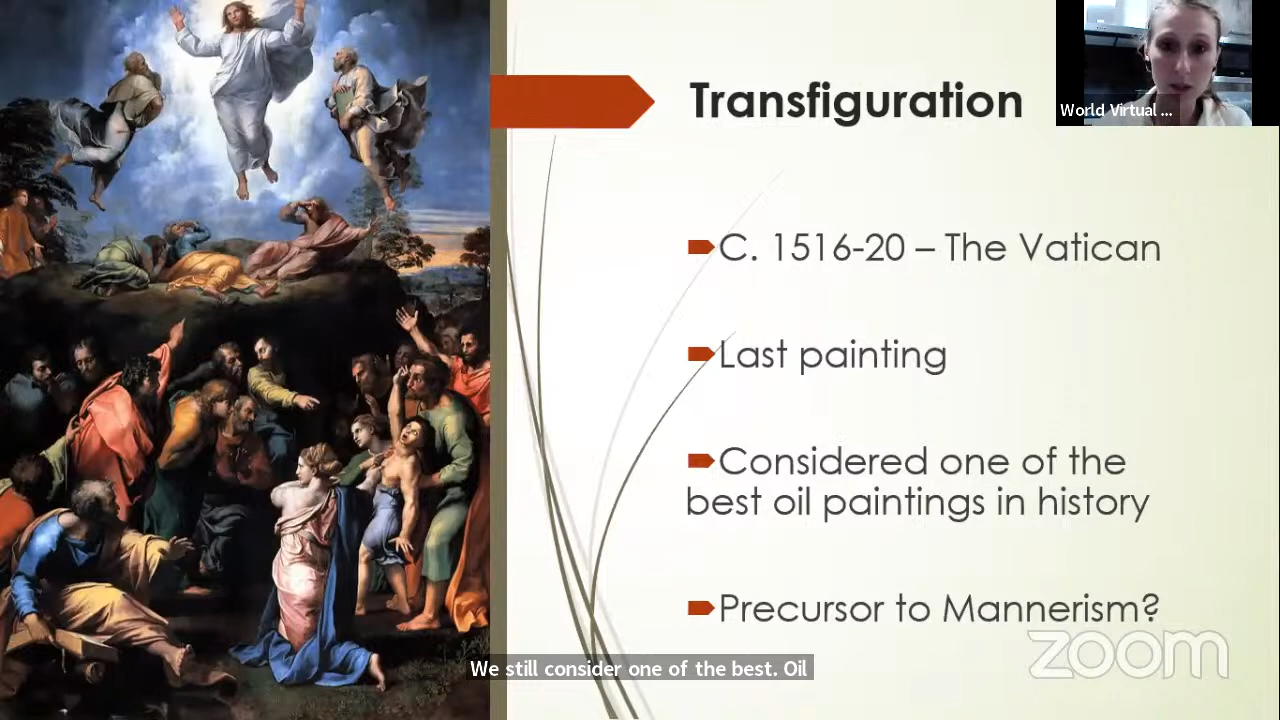 Transfiguration
World Virtual ...
C. 1516-20 – The Vatican
Last painting
Considered one of the
best oil paintings in history
Precursor to Mannerism?
zoom
We still consider one of the best. Oil